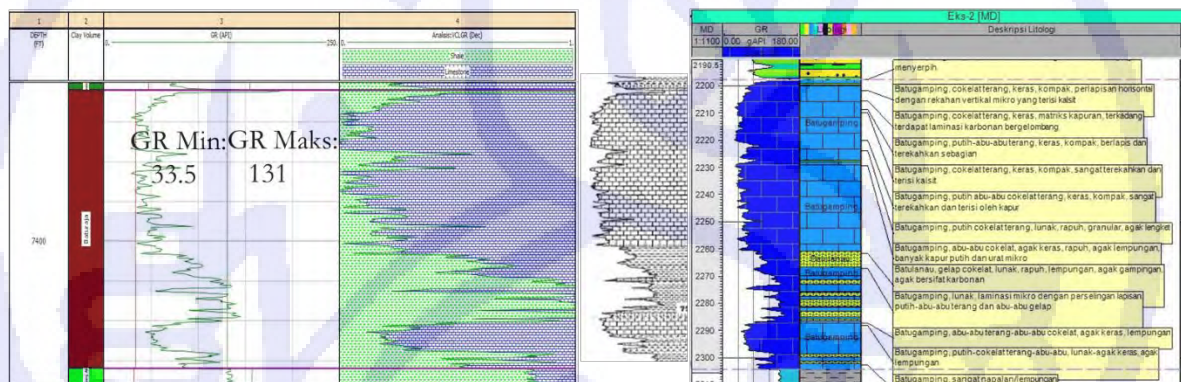 1 2 3 4
DEPTH (FT) Clay Volume GR (API) Analisis:VCLGR (Dec)
0. 0. 1.
Shale
Limestone
GR Min: GR Maks:
33.5 131
7400
Baturaja
Eks-2 [MD]
MD GR Deskripsi Litologi
1:1100 0.00 gAPI 180.00
2190.5
menyerpih
2200
Batugamping, cokelat terang, keras, kompak, perlapisan horisontal
dengan rekahan vertikal mikro yang terisi kalsit
2210
Batugamping
Batugamping, cokelat terang, keras, matriks kapuran, terkadang
terdapat laminasi karbonan bergelombang
2220
Batugamping, putih-abu-abu terang, keras, kompak, berlapis dan
terekahkan sebagian
2230
Batugamping, cokelat terang, keras, kompak, sangat terekahkan dan
terisi kalsit
2240
Batugamping
Batugamping, putih abu-abu cokelat terang, keras, kompak, sangat
terekahkan dan terisi oleh kapur
2250
Batugamping, putih cokelat terang, lunak, rapuh, granular, agak lengket
2260
Batugamping, abu-abu cokelat, agak keras, rapuh, agak lempungan,
banyak kapur putih dan urat mikro
2270
Batugamping
Batulanau, gelap cokelat, lunak, rapuh, lempungan, agak gampingan,
agak bersifat karbonan
2280
Batugamping, lunak, laminasi mikro dengan perselingan lapisan
putih-abu-abu terang dan abu-abu gelap
2290
Batugamping
Batugamping, abu-abu terang-abu-abu cokelat, agak keras, lempungan
2300
Batugamping, putih-cokelat terang-abu-abu, lunak-agak keras, agak
lempungan
Batugamping, sangat napalan/lempungan